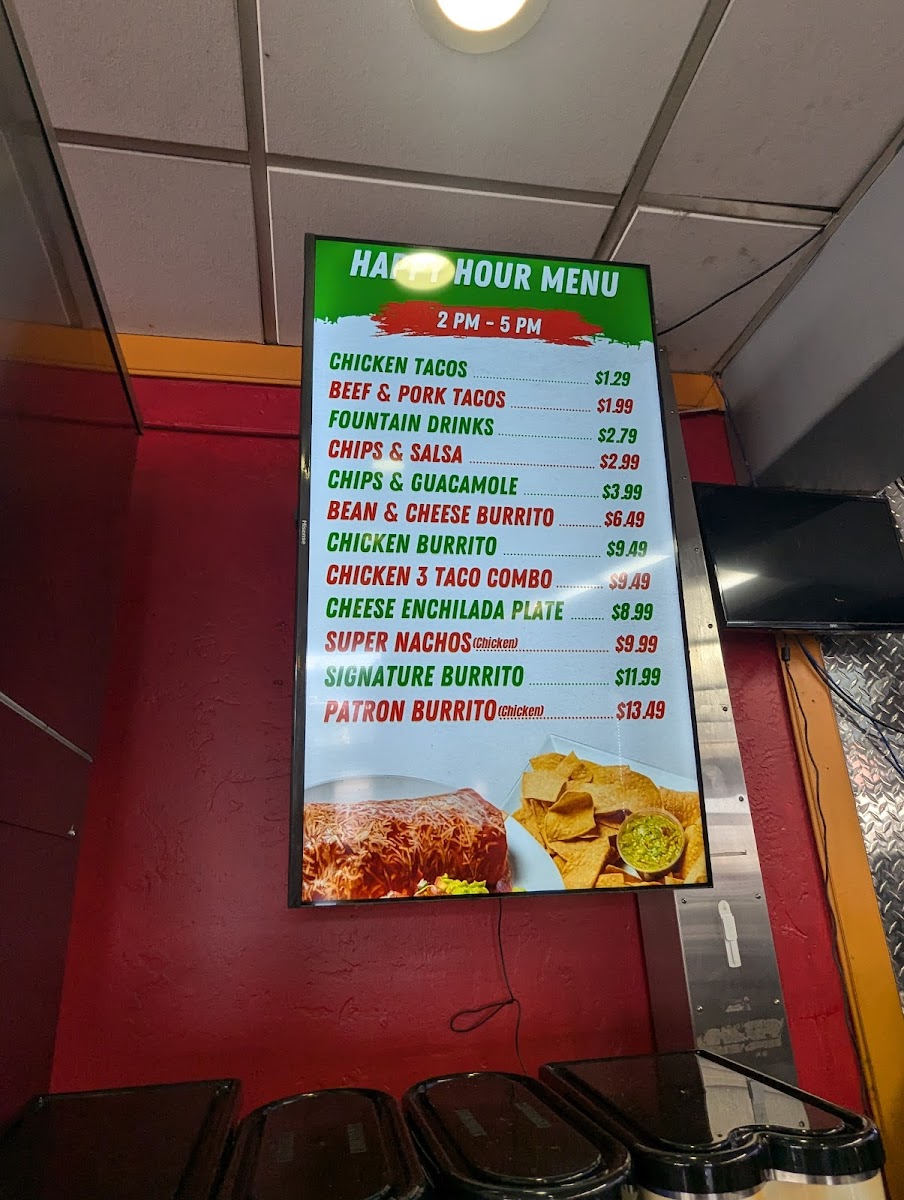 HAPPY HOUR MENU
2 PM - 5 PM
CHICKEN TACOS $1.29
BEEF & PORK TACOS $1.99
FOUNTAIN DRINKS $2.79
CHIPS & SALSA $2.99
CHIPS & GUACAMOLE $3.99
BEAN & CHEESE BURRITO $6.49
CHICKEN BURRITO $9.49
CHICKEN 3 TACO COMBO $9.49
CHEESE ENCHILADA PLATE $8.99
SUPER NACHOS (Chicken) $9.99
SIGNATURE BURRITO $11.99
PATRON BURRITO (Chicken) $13.49
Hisense